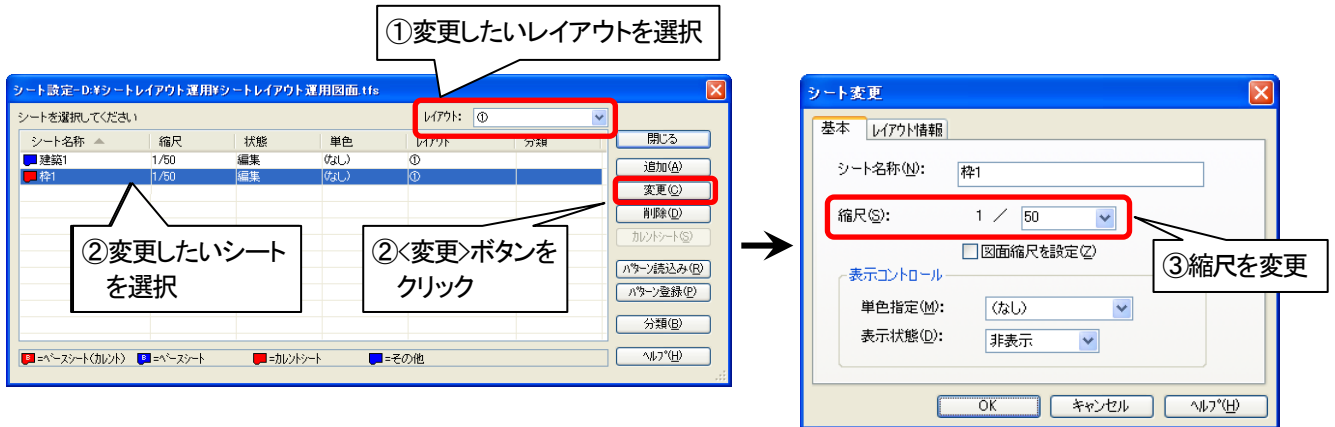 ①変更したいレイアウトを選択
シート設定-D:¥シートレイアウト運用¥シートレイアウト運用図面.tfs
シートを選択してください
レイアウト: ①
シート名称 縮尺 状態 単色 レイアウト 分類
建築1 1/50 編集 (なし) ①
枠1 1/50 編集 (なし) ①
閉じる
追加(A)
変更(C)
削除(D)
カレントシート(S)
パターン読込み(R)
パターン登録(P)
分類(B)
ヘルプ(H)
②変更したいシート
を選択
②<変更>ボタンを
クリック
B =ベースシート(カレント) B =ベースシート =カレントシート =その他
シート変更
基本 レイアウト情報
シート名称(N): 枠1
縮尺(S): 1 / 50
図面縮尺を設定(Z)
③縮尺を変更
表示コントロール
単色指定(M): (なし)
表示状態(D): 非表示
OK キャンセル ヘルプ(H)